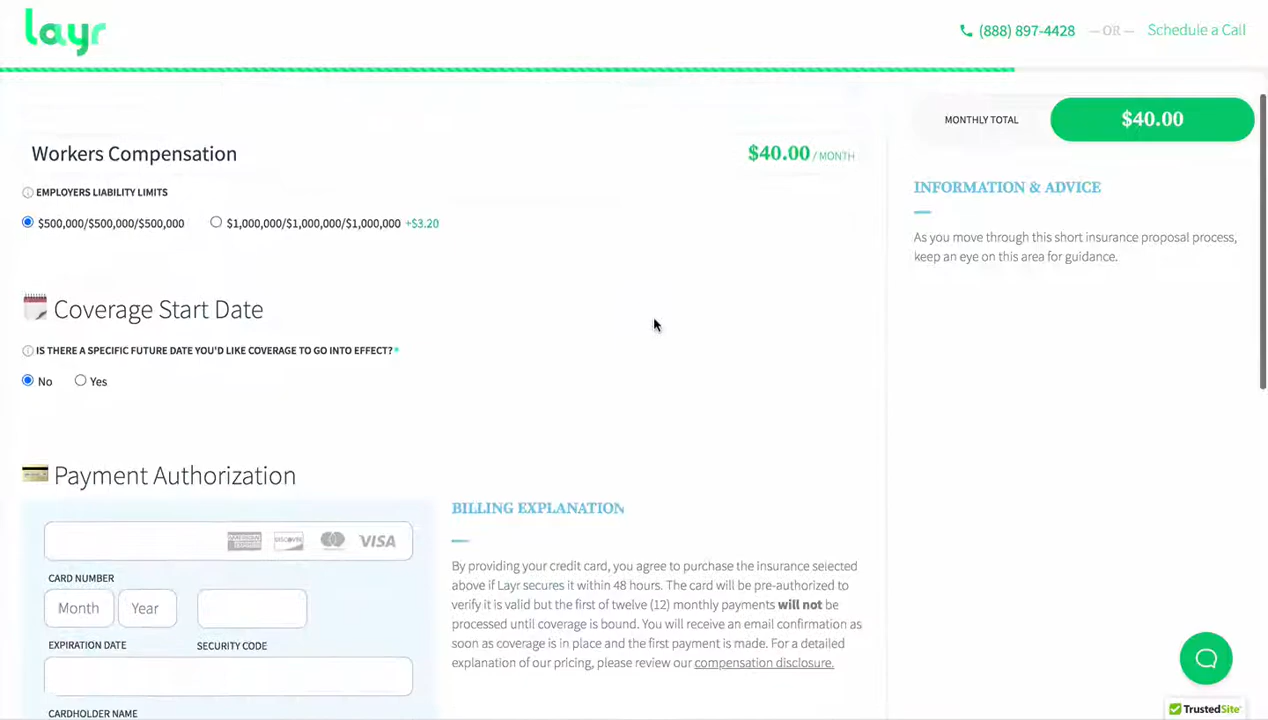 layr
(888) 897-4428 — OR — Schedule a Call
MONTHLY TOTAL $40.00
Workers Compensation $40.00 / MONTH
EMPLOYERS LIABILITY LIMITS
$500,000/$500,000/$500,000 $1,000,000/$1,000,000/$1,000,000 +$3.20
INFORMATION & ADVICE
As you move through this short insurance proposal process,
keep an eye on this area for guidance.
Coverage Start Date
IS THERE A SPECIFIC FUTURE DATE YOU'D LIKE COVERAGE TO GO INTO EFFECT?*
No Yes
Payment Authorization
DISCOVER VISA
CARD NUMBER
Month Year
EXPIRATION DATE SECURITY CODE
CARDHOLDER NAME
BILLING EXPLANATION
By providing your credit card, you agree to purchase the insurance selected
above if Layr secures it within 48 hours. The card will be pre-authorized to
verify it is valid but the first of twelve (12) monthly payments will not be
processed until coverage is bound. You will receive an email confirmation as
soon as coverage is in place and the first payment is made. For a detailed
explanation of our pricing, please review our compensation disclosure.
TrustedSite